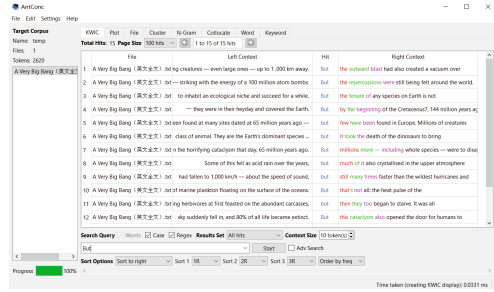 AntConc
File Edit Settings Help
Target Corpus
Name: temp
Files: 1
Tokens: 2620
A Very Big Bang (英文全文)
Progress 100%
KWIC Plot File Cluster N-Gram Collocate Word Keyword
Total Hits: 15 Page Size 100 hits 1 to 15 of 15 hits
File Left Context Hit Right Context
1 A Very Big Bang (英文全文).txt ing creatures — even large ones — up to 1,000 km away. But the outward blast had also created a vacuum over
2 A Very Big Bang (英文全文).txt — striking with the energy of a 100 million atom bombs. But the repercussions were still being felt around the world.
3 A Very Big Bang (英文全文).txt to inhabit an ecological niche and succeed for a while. But the tenure of any species on Earth is not
4 A Very Big Bang (英文全文).txt — they were in their heyday and covered the Earth. But by the beginning of the Cretaceous7, 144 million years ag
5 A Very Big Bang (英文全文).txt een found at many sites dated at 65 million years ago — But few have been found in Europe. Millions of creatures
6 A Very Big Bang (英文全文).txt class of animal. They are the Earth's dominant species ... But it took the death of the dinosaurs to bring
7 A Very Big Bang (英文全文).txt n the horrifying cataclysm that day, 65 million years ago. But millions more — including whole species — were to disap
8 A Very Big Bang (英文全文).txt Some of this fell as acid rain over the years, But much of it also crystallised in the upper atmosphere
9 A Very Big Bang (英文全文).txt had fallen to 1,000 km/h — about the speed of sound, But still many times faster than the wildest hurricanes and
10 A Very Big Bang (英文全文).txt of marine plankton floating on the surface of the oceans. But that's not all: the heat pulse of the
11 A Very Big Bang (英文全文).txt ing herbivores at first feasted on the abundant carcasses, But then they too began to starve, It was all
12 A Very Big Bang (英文全文).txt sky suddenly fell in, and 80% of all life became extinct. But this cataclysm also opened the door for humans to
Search Query Words Case Regex Results Set All hits Context Size 10 token(s)
But Start Adv Search
Sort Options Sort to right Sort 1 1R Sort 2 2R Sort 3 3R Order by freq
Time taken (creating KWIC display): 0.0331 ms